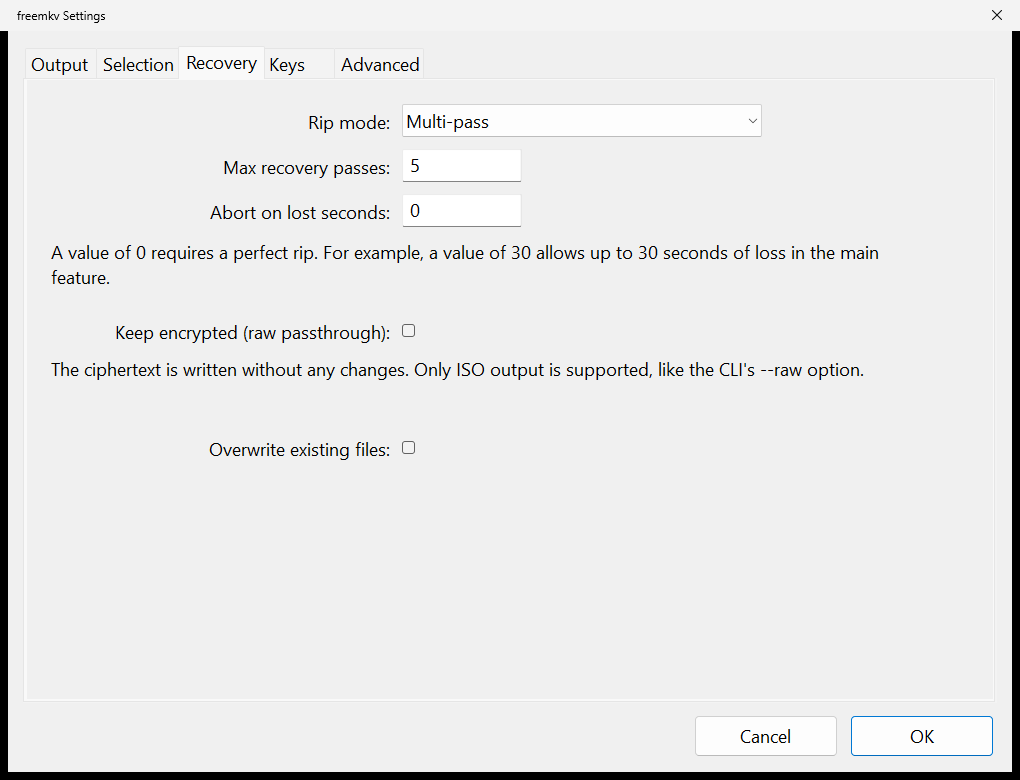 freemkv Settings
Output Selection Recovery Keys Advanced
Rip mode: Multi-pass
Max recovery passes: 5
Abort on lost seconds: 0
A value of 0 requires a perfect rip. For example, a value of 30 allows up to 30 seconds of loss in the main
feature.
Keep encrypted (raw passthrough):
The ciphertext is written without any changes. Only ISO output is supported, like the CLI's --raw option.
Overwrite existing files:
Cancel OK